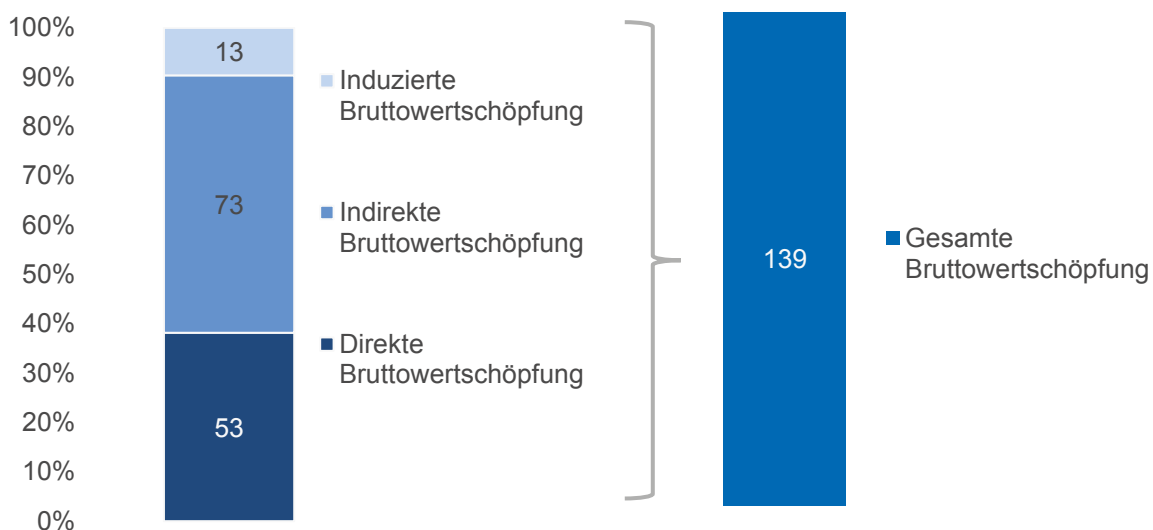 100%
90%
80%
70%
60%
50%
40%
30%
20%
10%
0%
13
73
53
Induzierte
Bruttowertschöpfung
Indirekte
Bruttowertschöpfung
Direkte
Bruttowertschöpfung
139
Gesamte
Bruttowertschöpfung